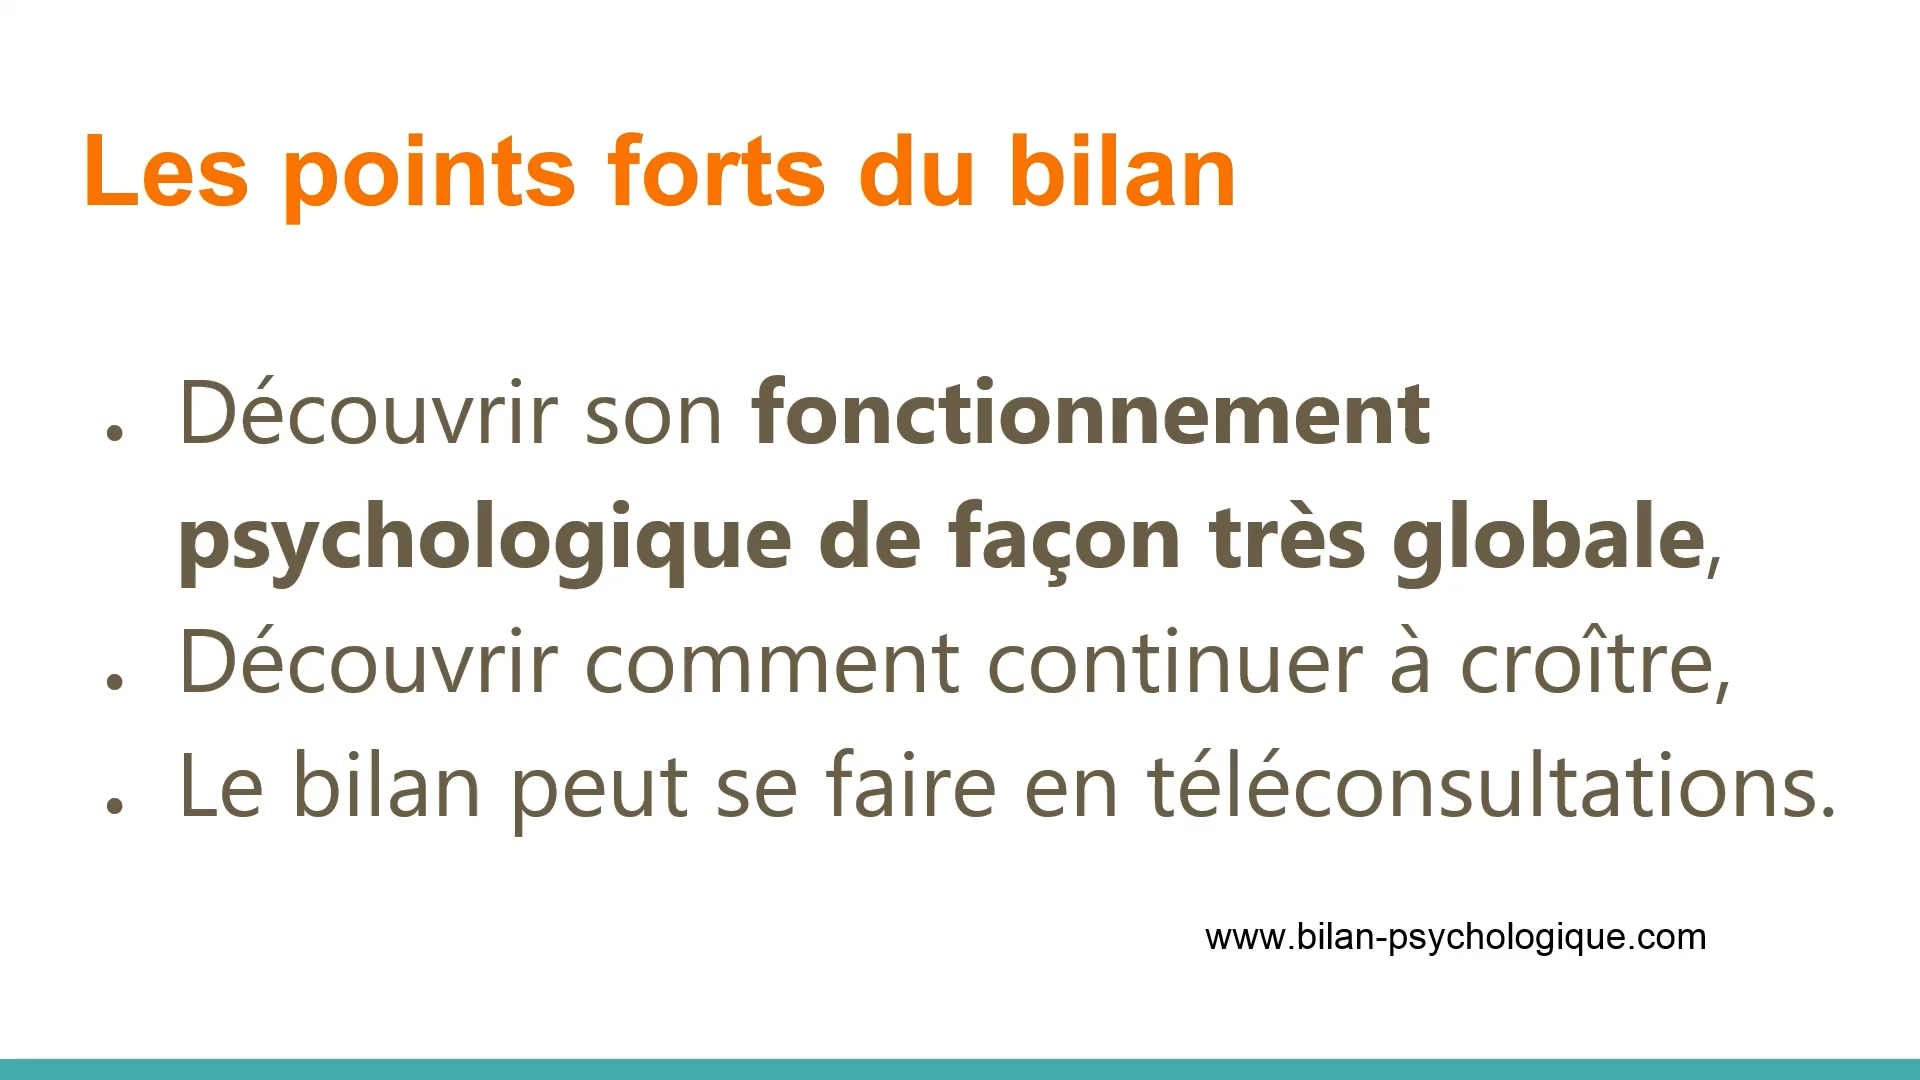 Les points forts du bilan
• Découvrir son fonctionnement
psychologique de façon très globale,
• Découvrir comment continuer à croître,
• Le bilan peut se faire en téléconsultations.
www.bilan-psychologique.com